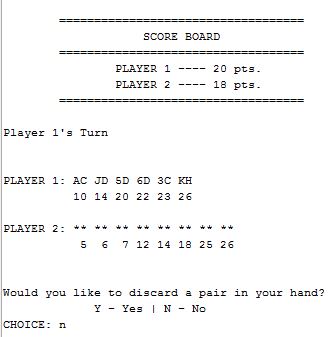 ====================================
SCORE BOARD
====================================
PLAYER 1 ---- 20 pts.
PLAYER 2 ---- 18 pts.
====================================
Player 1's Turn
PLAYER 1: AC JD 5D 6D 3C KH
10 14 20 22 23 26
PLAYER 2: ** ** ** ** ** ** ** **
5 6 7 12 14 18 25 26
Would you like to discard a pair in your hand?
Y - Yes | N - No
CHOICE: n